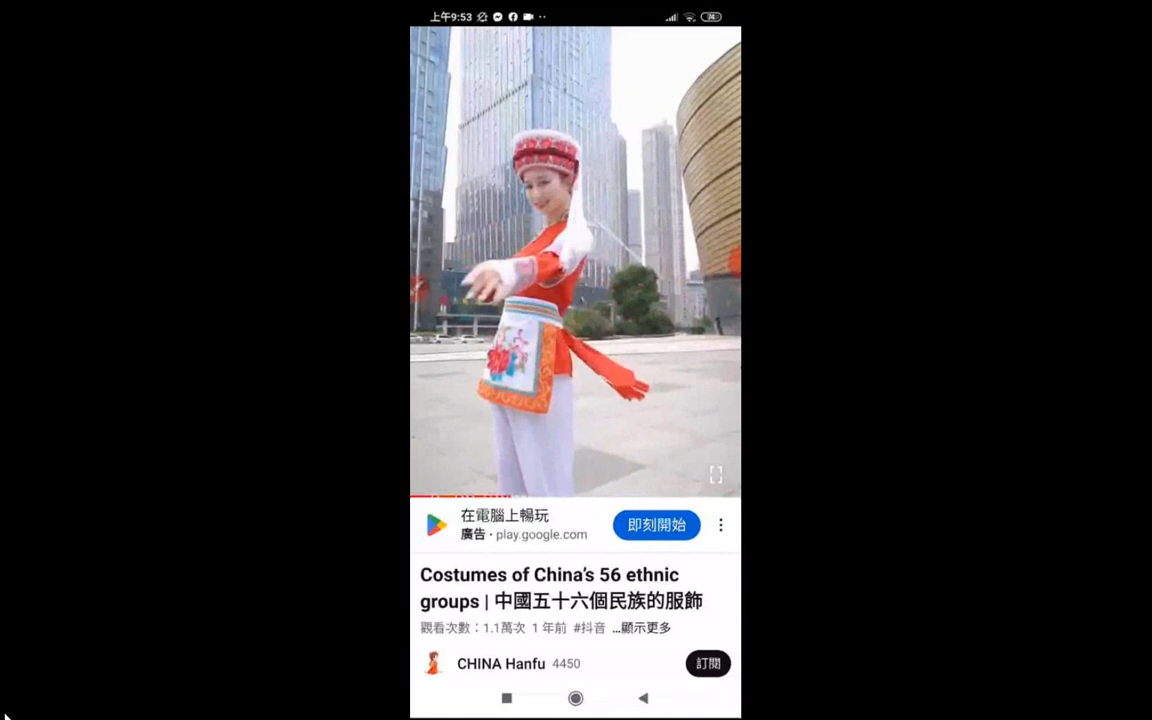 上午9:53
74
在電腦上暢玩
廣告 · play.google.com
即刻開始
Costumes of China's 56 ethnic
groups | 中國五十六個民族的服飾
觀看次數：1.1萬次 1 年前 #抖音 ...顯示更多
CHINA Hanfu 4450
訂閱